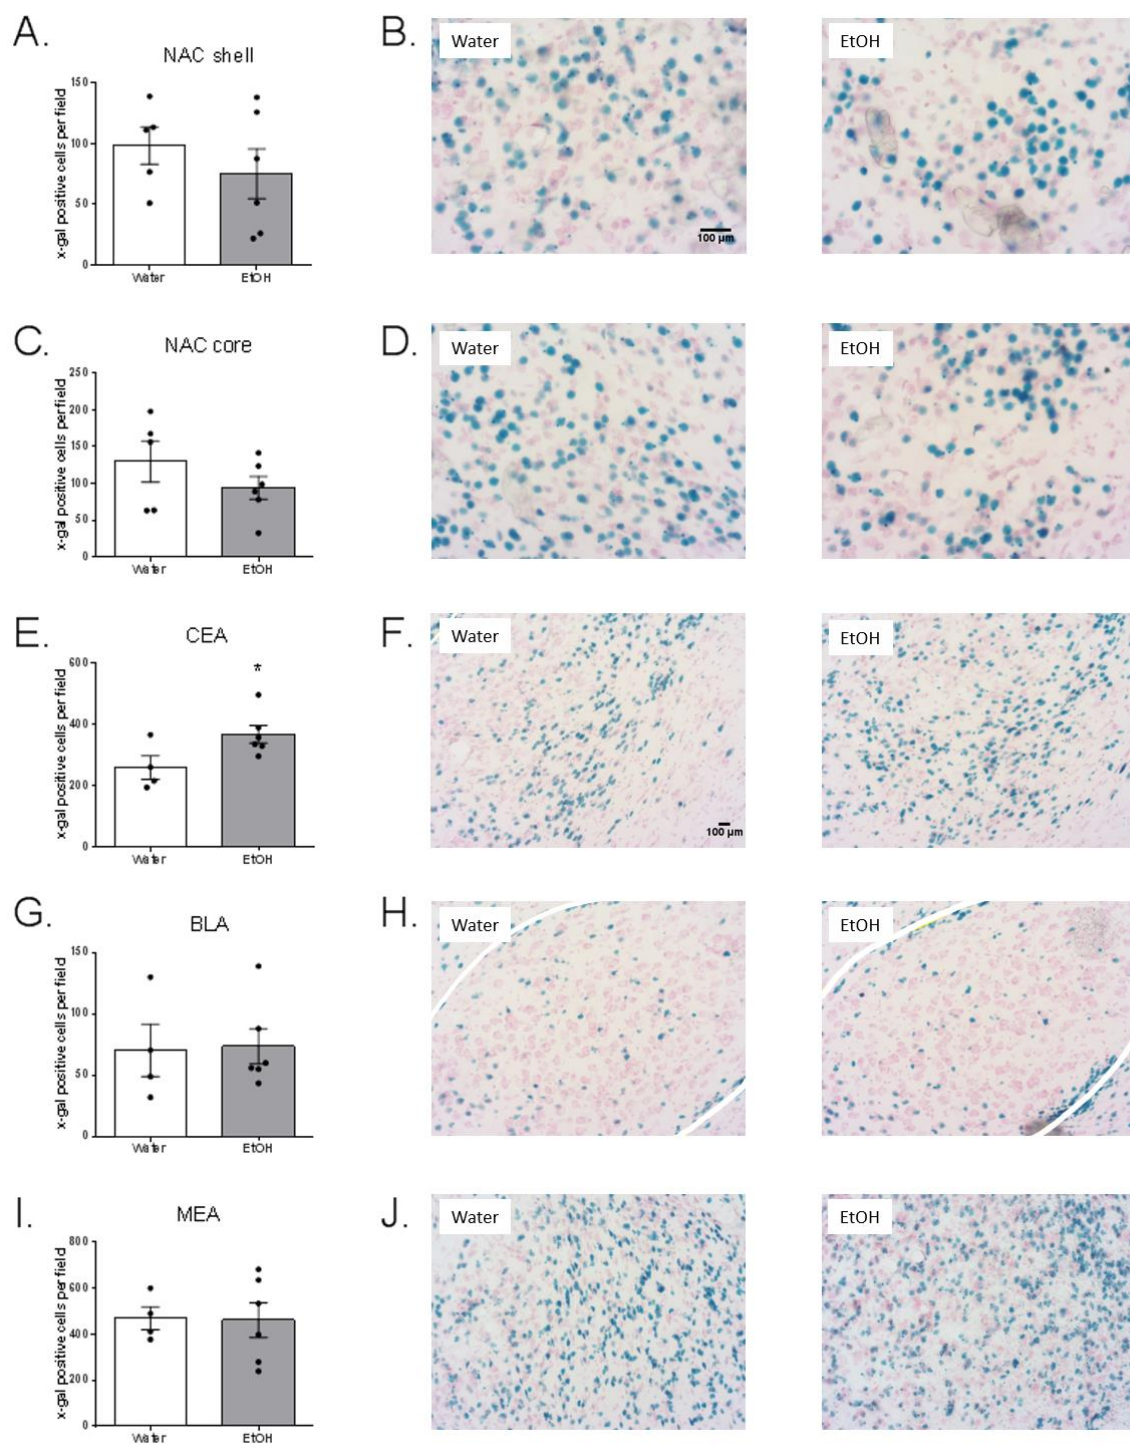 A.
NAC shell
x-gal positive cells per field
150
100
50
0
Water
EtOH
B.
Water
100 µm
EtOH
C.
NAC core
x-gal positive cells per field
250
200
150
100
50
0
Water
EtOH
D.
Water
EtOH
E.
CEA
x-gal positive cells per field
600
400
200
0
*
Water
EtOH
F.
Water
100 µm
EtOH
G.
BLA
x-gal positive cells per field
150
100
50
0
Water
EtOH
H.
Water
EtOH
I.
MEA
x-gal positive cells per field
800
600
400
200
0
Water
EtOH
J.
Water
EtOH